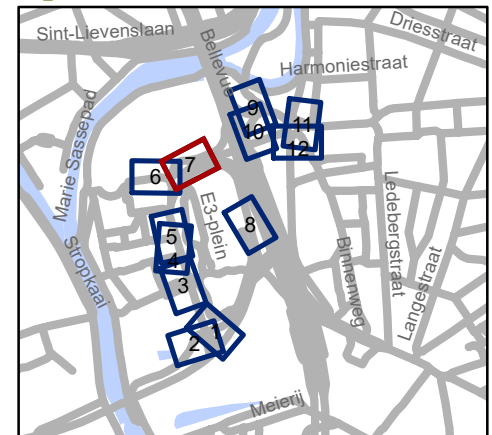 Sint-Lievenslaan
Bellevue
Driesstraat
Harmoniestraat
Marie Sassepad
9
10
11
12
7
6
E3-plein
Ledebergstraat
8
5
4
Stropkaai
Binnenweg
Langestraat
3
1
2
Meierij